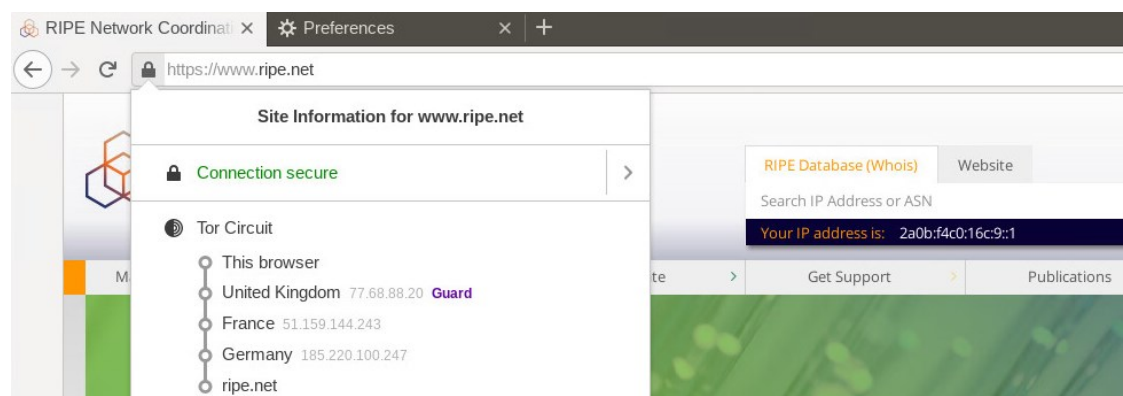 RIPE Network Coordinati
Preferences
https://www.ripe.net
Site Information for www.ripe.net
Connection secure
Tor Circuit
This browser
United Kingdom 77.68.88.20 Guard
France 51.159.144.243
Germany 185.220.100.247
ripe.net
RIPE Database (Whois) Website
Search IP Address or ASN
Your IP address is: 2a0b:f4c0:16c:9::1
M te > Get Support > Publications